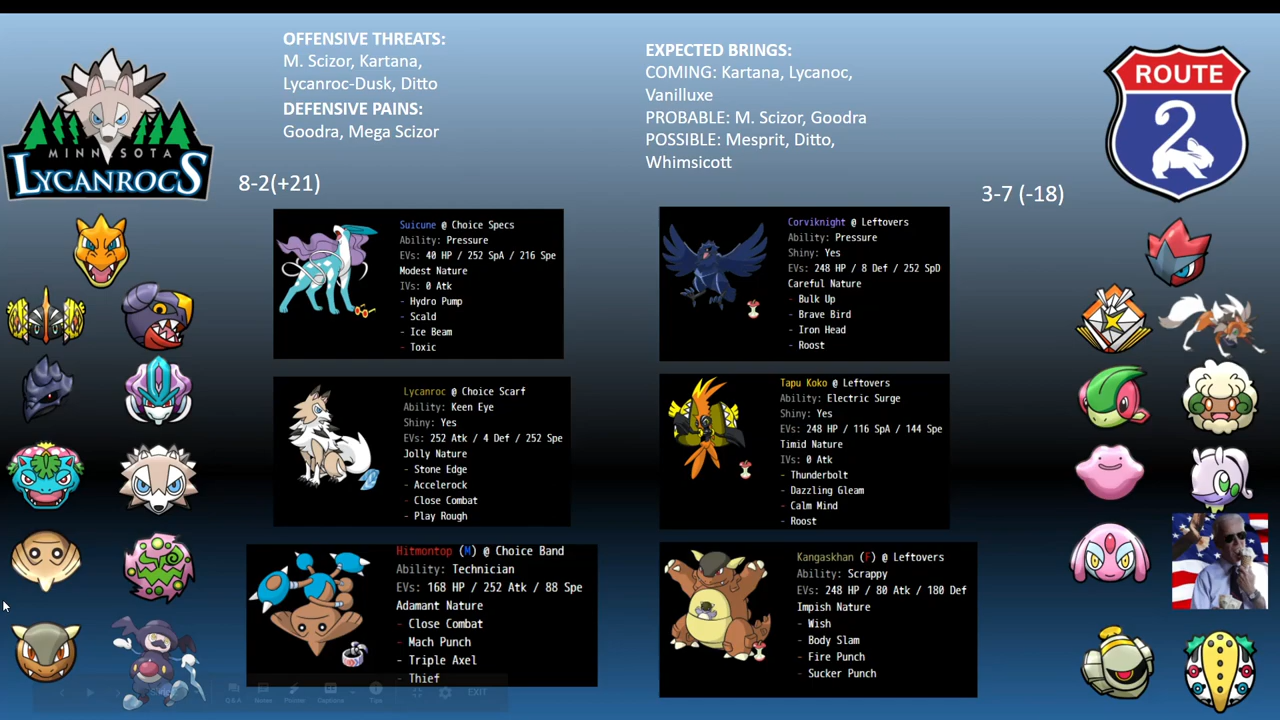 OFFENSIVE THREATS:
M. Scizor, Kartana,
Lycanroc-Dusk, Ditto
DEFENSIVE PAINS:
Goodra, Mega Scizor
EXPECTED BRINGS:
COMING: Kartana, Lycanoc,
Vanilluxe
PROBABLE: M. Scizor, Goodra
POSSIBLE: Mesprit, Ditto,
Whimsicott
MINNESOTA
LYCANROCS
ROUTE
2
8-2(+21)
3-7 (-18)
Suicune @ Choice Specs
Ability: Pressure
EVs: 40 HP / 252 SpA / 216 Spe
Modest Nature
IVs: 0 Atk
- Hydro Pump
- Scald
- Ice Beam
- Toxic
Corviknight @ Leftovers
Ability: Pressure
Shiny: Yes
EVs: 248 HP / 8 Def / 252 SpD
Careful Nature
- Bulk Up
- Brave Bird
- Iron Head
- Roost
Lycanroc @ Choice Scarf
Ability: Keen Eye
Shiny: Yes
EVs: 252 Atk / 4 Def / 252 Spe
Jolly Nature
- Stone Edge
- Accelerock
- Close Combat
- Play Rough
Tapu Koko @ Leftovers
Ability: Electric Surge
Shiny: Yes
EVs: 248 HP / 116 SpA / 144 Spe
Timid Nature
IVs: 0 Atk
- Thunderbolt
- Dazzling Gleam
- Calm Mind
- Roost
Hitmontop (M) @ Choice Band
Ability: Technician
EVs: 168 HP / 252 Atk / 88 Spe
Adamant Nature
- Close Combat
- Mach Punch
- Triple Axel
- Thief
Kangaskhan (F) @ Leftovers
Ability: Scrappy
EVs: 248 HP / 80 Atk / 180 Def
Impish Nature
- Wish
- Body Slam
- Fire Punch
- Sucker Punch
Q&A
Captions
Tips
EXIT